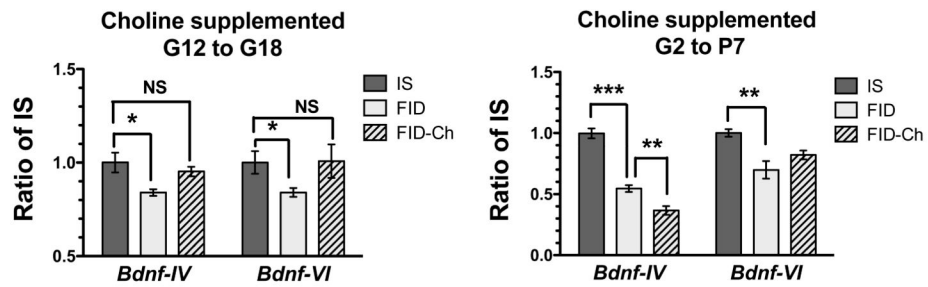 Choline supplemented
G12 to G18
Ratio of IS
1.5
1.0
0.5
NS
*
NS
*
IS
FID
FID-Ch
Bdnf-IV
Bdnf-VI
Choline supplemented
G2 to P7
Ratio of IS
1.5
1.0
0.5
0.0
***
**
**
IS
FID
FID-Ch
Bdnf-IV
Bdnf-VI